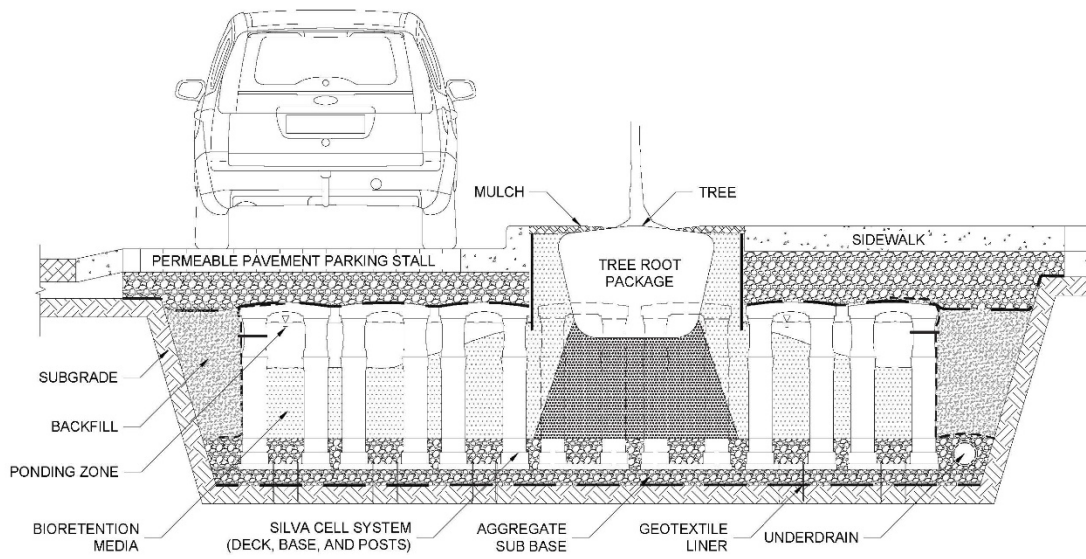 MULCH
TREE
SIDEWALK
PERMEABLE PAVEMENT PARKING STALL
TREE ROOT
PACKAGE
SUBGRADE
BACKFILL
PONDING ZONE
BIORETENTION
MEDIA
SILVA CELL SYSTEM
(DECK, BASE, AND POSTS)
AGGREGATE
SUB BASE
GEOTEXTILE
LINER
UNDERDRAIN